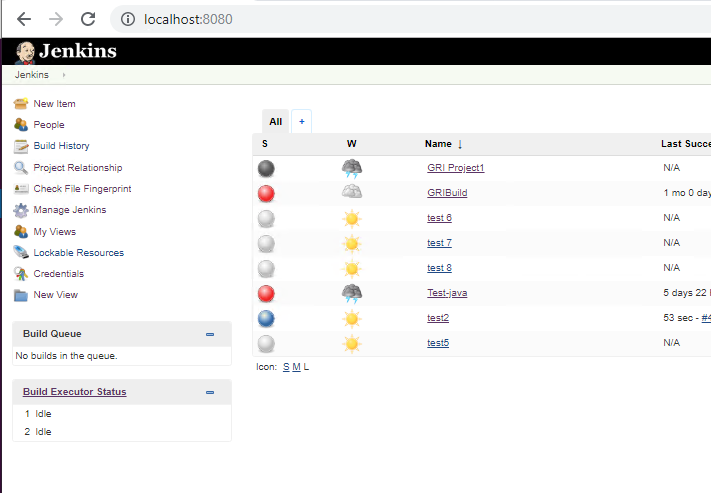 localhost:8080
Jenkins
Jenkins
New Item
People
Build History
Project Relationship
Check File Fingerprint
Manage Jenkins
My Views
Lockable Resources
Credentials
New View
Build Queue
No builds in the queue.
Build Executor Status
1 Idle
2 Idle
All +
S W Name ↓ Last Succe
GRI Project1 N/A
GRIBuild 1 mo 0 day
test 6 N/A
test 7 N/A
test 8 N/A
Test-java 5 days 22
test2 53 sec - #4
test5 N/A
Icon: S M L